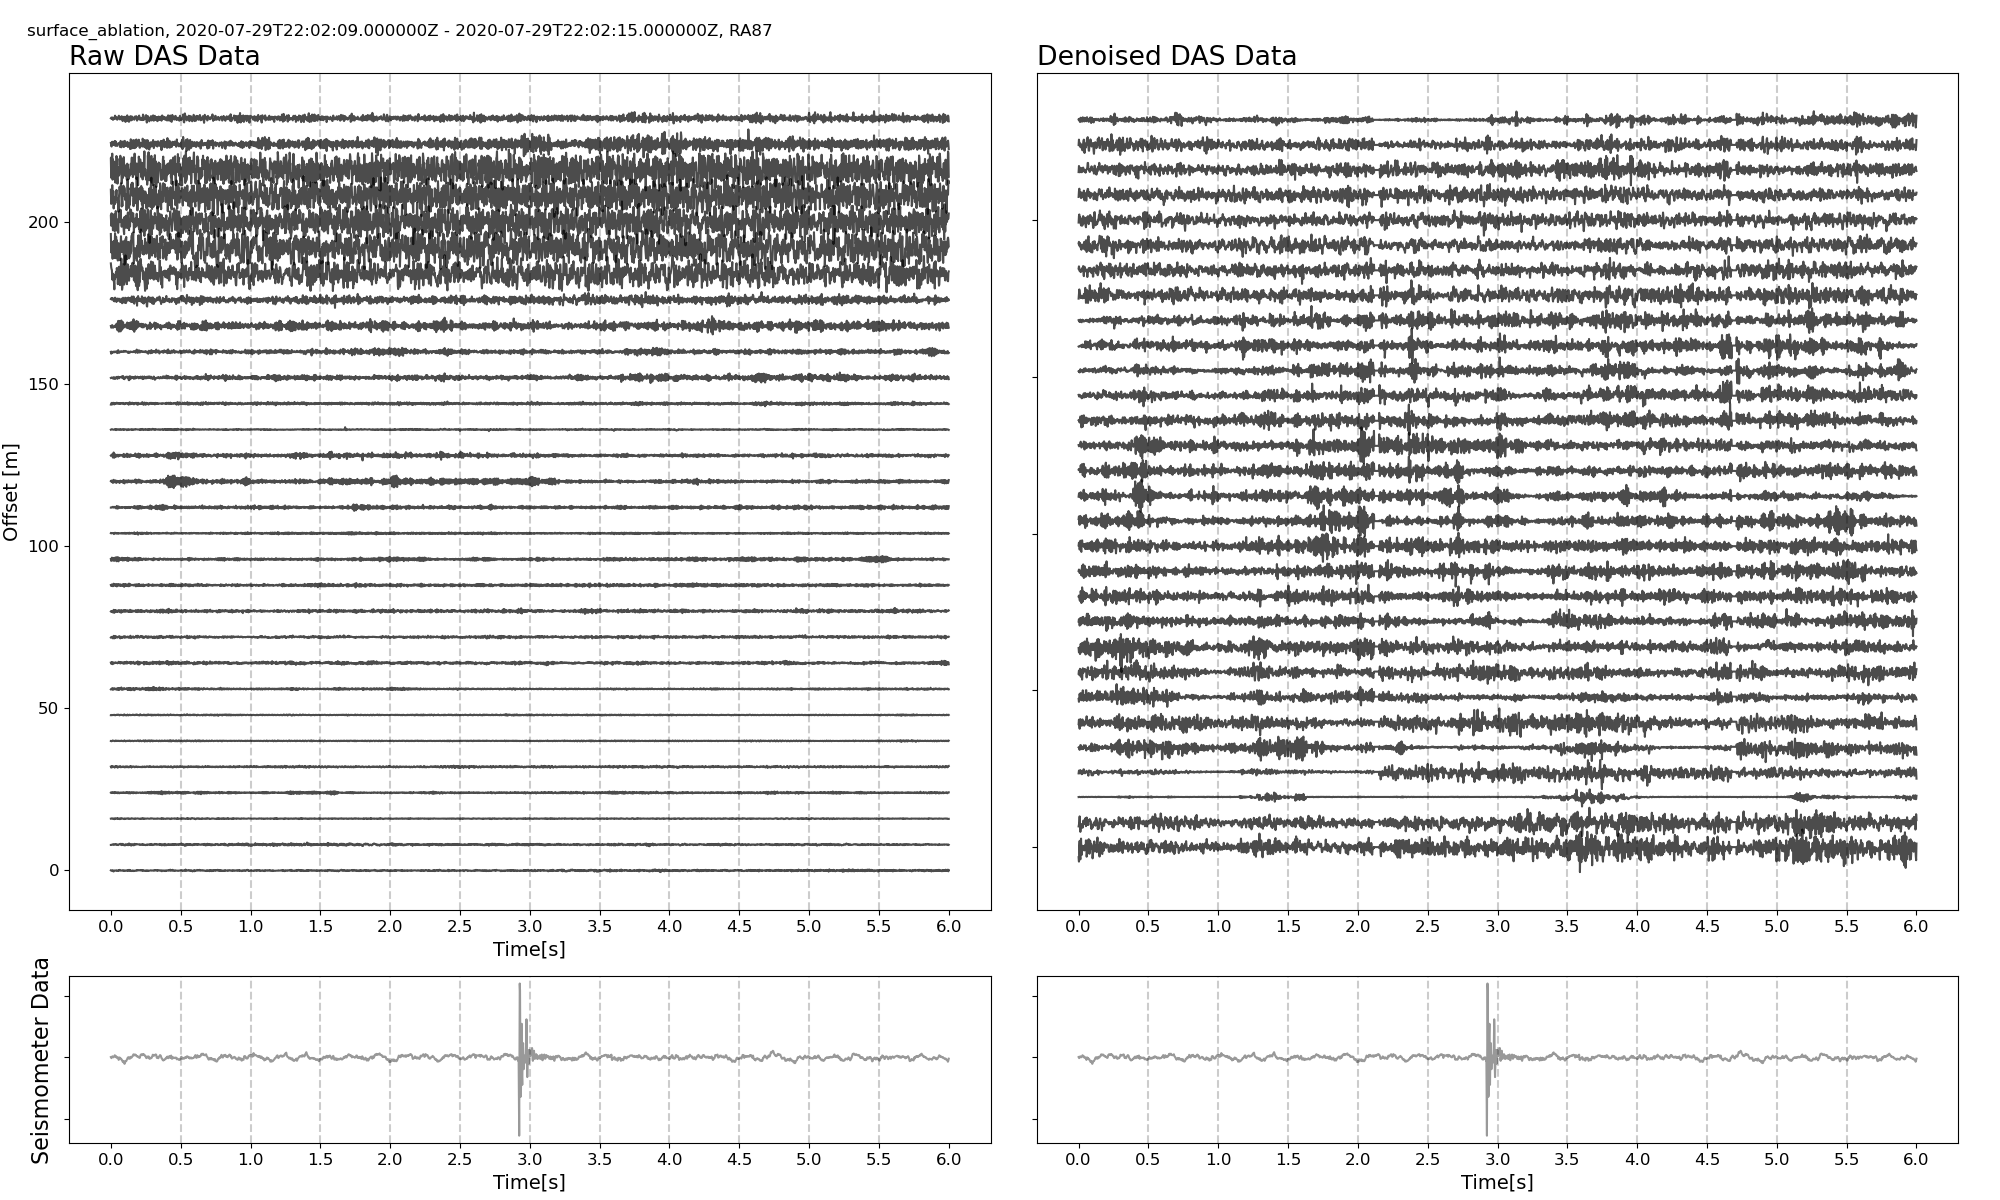 surface_ablation, 2020-07-29T22:02:09.000000Z - 2020-07-29T22:02:15.000000Z, RA87
Raw DAS Data
Denoised DAS Data
Offset [m]
200
150
100
50
0
0.0 0.5 1.0 1.5 2.0 2.5 3.0 3.5 4.0 4.5 5.0 5.5 6.0
Time[s]
0.0 0.5 1.0 1.5 2.0 2.5 3.0 3.5 4.0 4.5 5.0 5.5 6.0
Seismometer Data
0.0 0.5 1.0 1.5 2.0 2.5 3.0 3.5 4.0 4.5 5.0 5.5 6.0
Time[s]
0.0 0.5 1.0 1.5 2.0 2.5 3.0 3.5 4.0 4.5 5.0 5.5 6.0
Time[s]